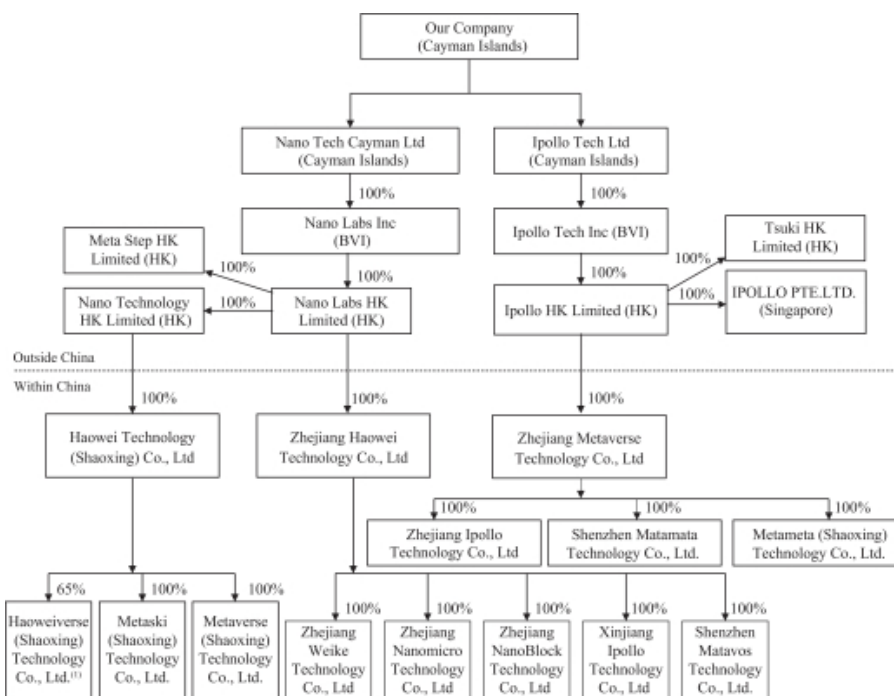 Our Company
(Cayman Islands)
Nano Tech Cayman Ltd
(Cayman Islands)
Ipollo Tech Ltd
(Cayman Islands)
100%
100%
Nano Labs Inc
(BVI)
Ipollo Tech Inc (BVI)
Tsuki HK
Limited (HK)
Meta Step HK
Limited (HK)
100%
100%
100%
100%
Nano Technology
HK Limited (HK)
100%
Nano Labs HK
Limited (HK)
Ipollo HK Limited (HK)
100%
IPOLLO PTE.LTD.
(Singapore)
Outside China
Within China
100%
100%
100%
Haowei Technology
(Shaoxing) Co., Ltd
Zhejiang Haowei
Technology Co., Ltd
Zhejiang Metaverse
Technology Co., Ltd
100%
100%
100%
Zhejiang Ipollo
Technology Co., Ltd
Shenzhen Matamata
Technology Co., Ltd.
Metameta (Shaoxing)
Technology Co., Ltd.
65%
100%
100%
Haoweiverse
(Shaoxing)
Technology
Co., Ltd.(1)
Metaski
(Shaoxing)
Technology
Co., Ltd.
Metaverse
(Shaoxing)
Technology
Co., Ltd.
100%
100%
100%
100%
100%
Zhejiang
Weike
Technology
Co., Ltd
Zhejiang
Nanomicro
Technology
Co., Ltd
Zhejiang
NanoBlock
Technology
Co., Ltd
Xinjiang
Ipollo
Technology
Co., Ltd
Shenzhen
Matavos
Technology
Co., Ltd.